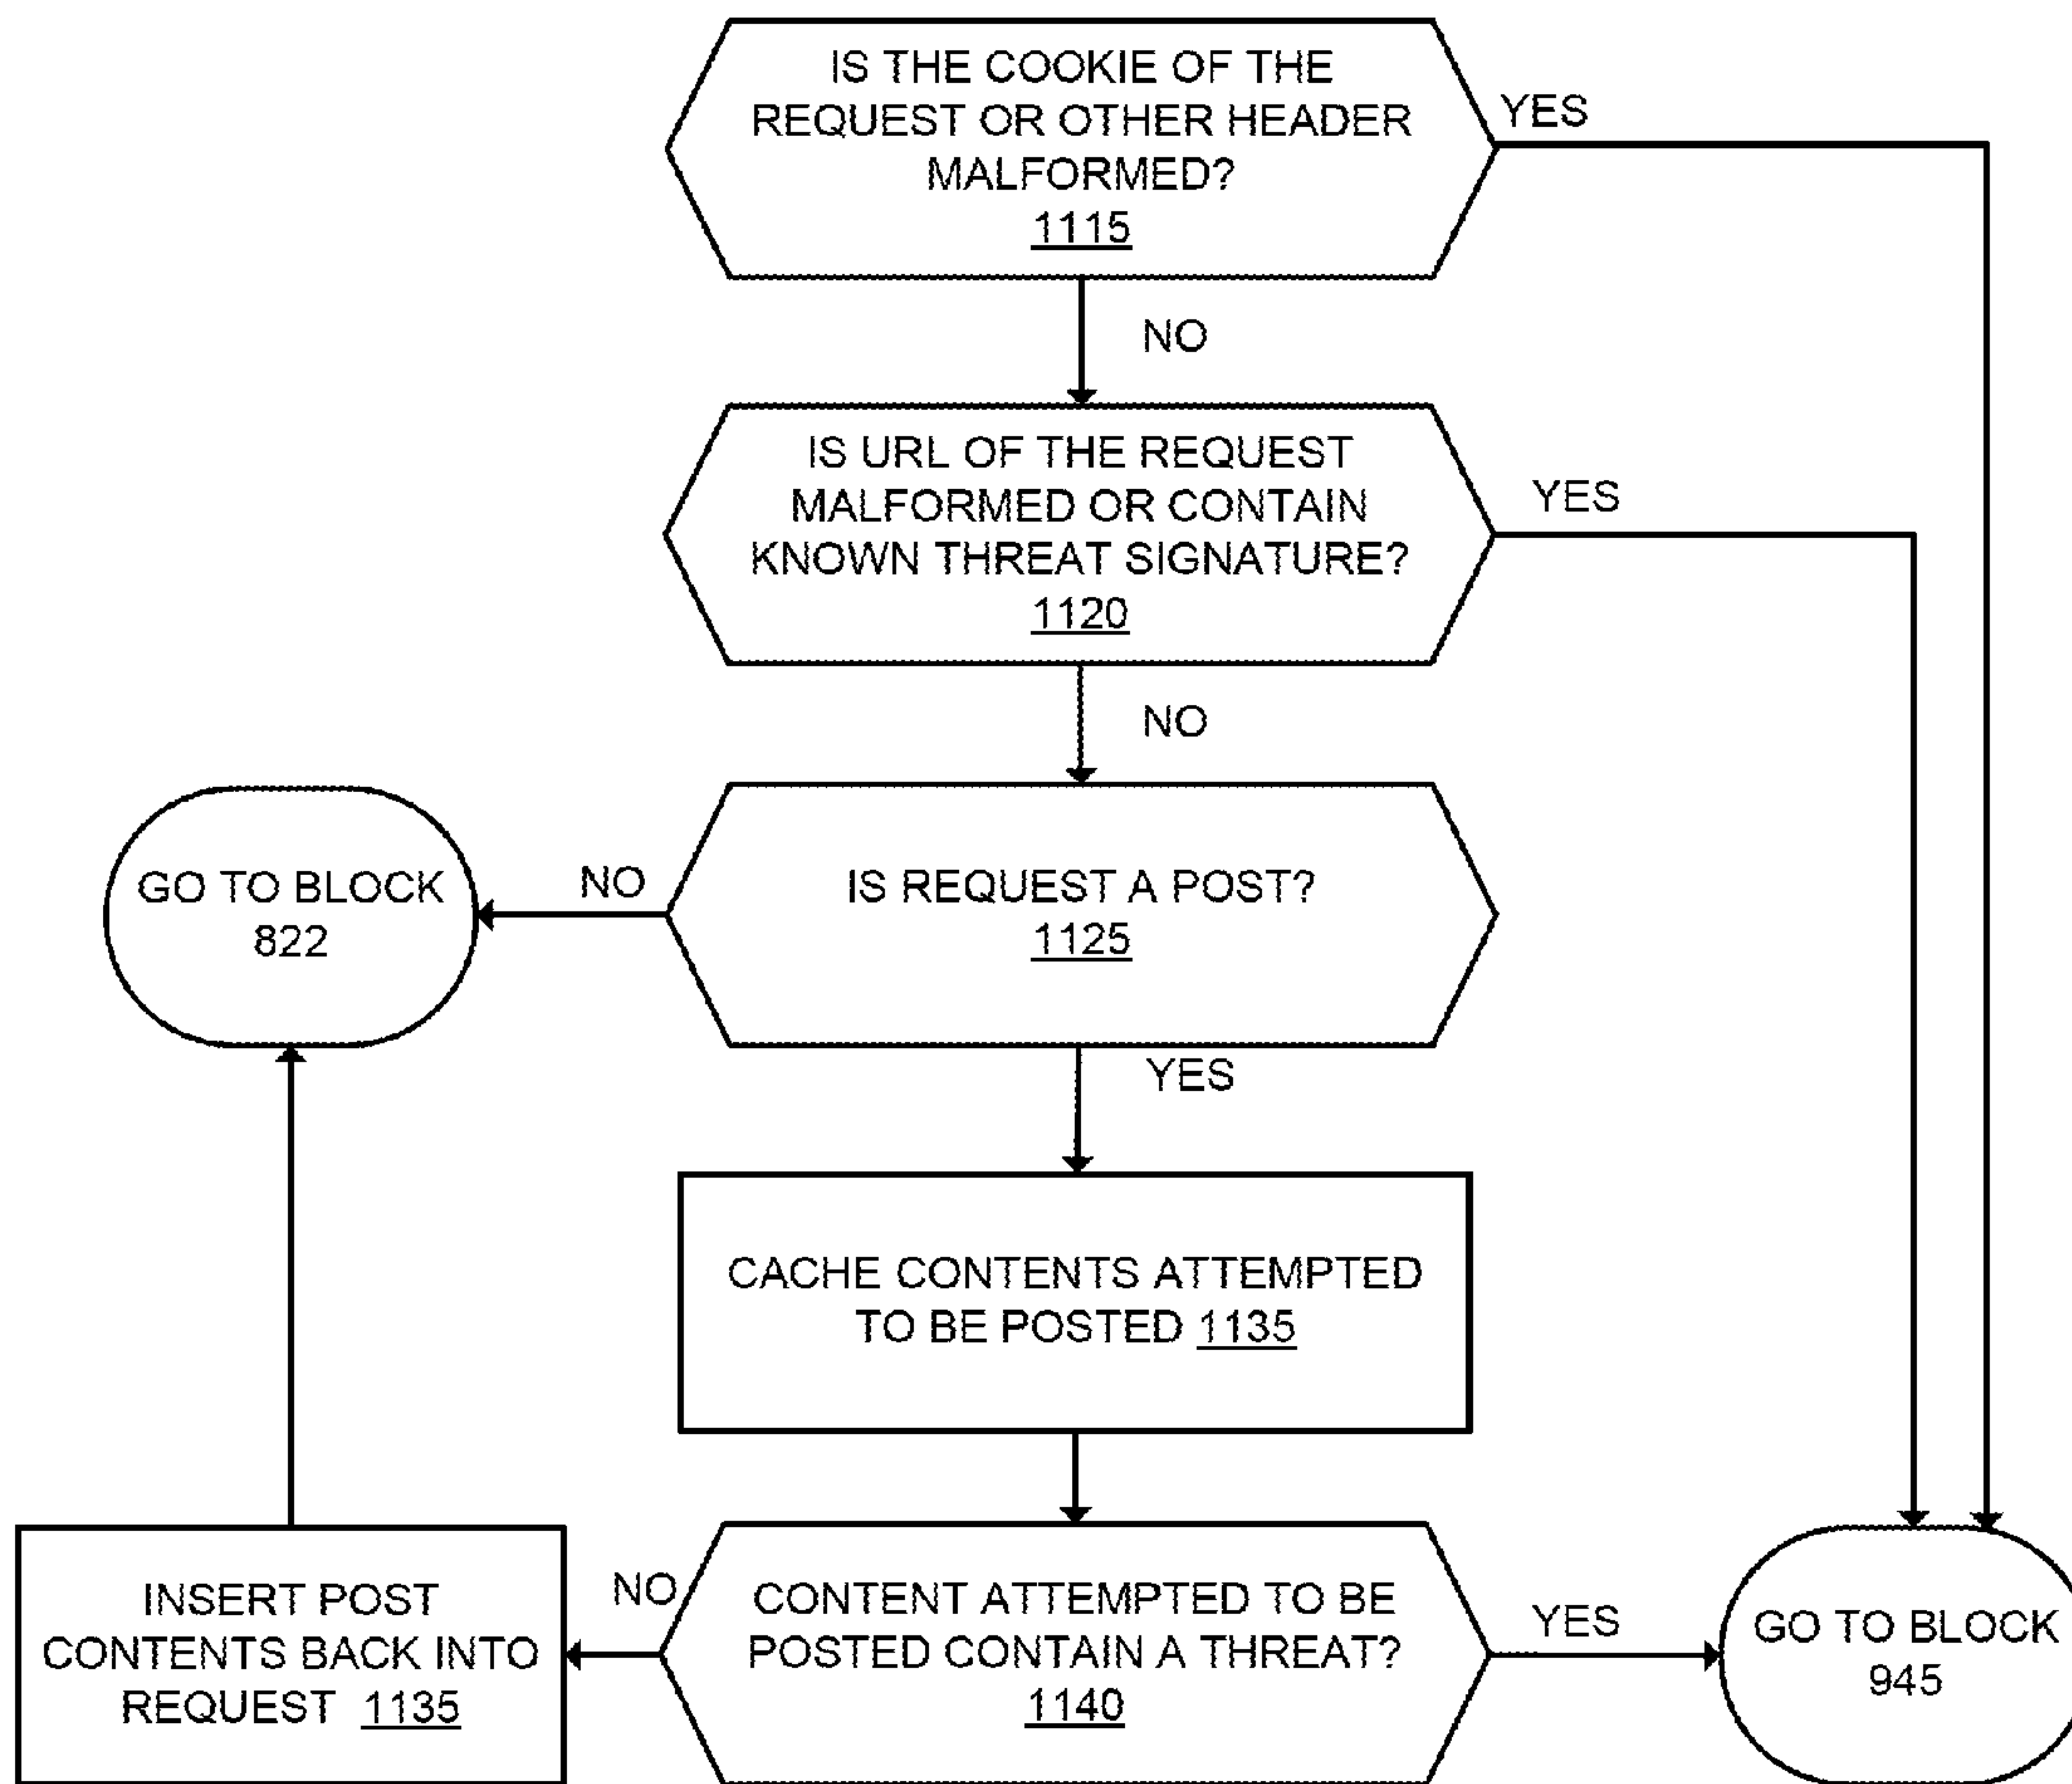 IS THE COOKIE OF THE
REQUEST OR OTHER HEADER
MALFORMED?
1115
YES
NO
IS URL OF THE REQUEST
MALFORMED OR CONTAIN
KNOWN THREAT SIGNATURE?
1120
YES
NO
GO TO BLOCK
822
NO
IS REQUEST A POST?
1125
YES
CACHE CONTENTS ATTEMPTED
TO BE POSTED 1135
INSERT POST
CONTENTS BACK INTO
REQUEST 1135
NO
CONTENT ATTEMPTED TO BE
POSTED CONTAIN A THREAT?
1140
YES
GO TO BLOCK
945